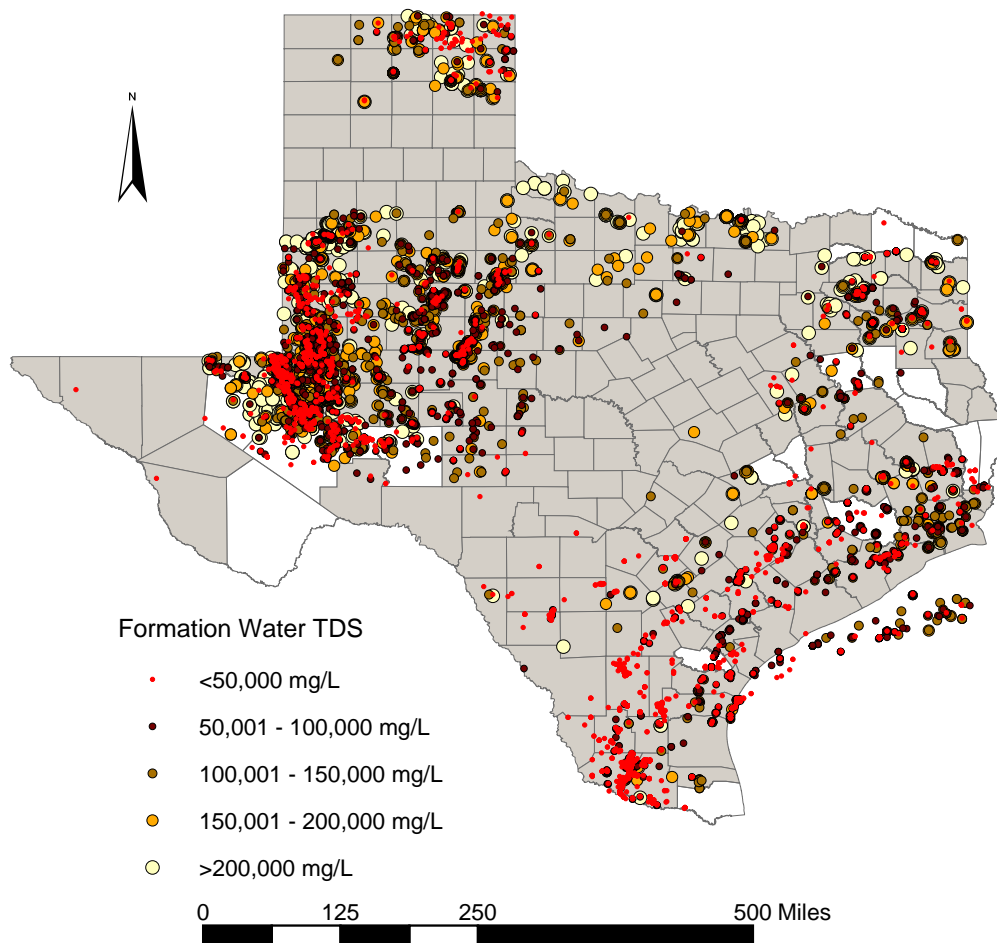 N
Formation Water TDS
<50,000 mg/L
50,001 - 100,000 mg/L
100,001 - 150,000 mg/L
150,001 - 200,000 mg/L
>200,000 mg/L
0 125 250 500 Miles